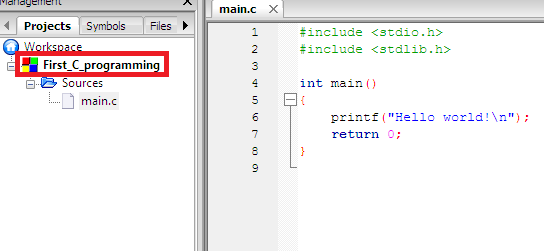 Management
Projects
Symbols
Files
Workspace
First_C_programming
Sources
main.c
main.c
1 #include <stdio.h>
2 #include <stdlib.h>
3
4 int main()
5 {
6 printf("Hello world!\n");
7 return 0;
8 }
9